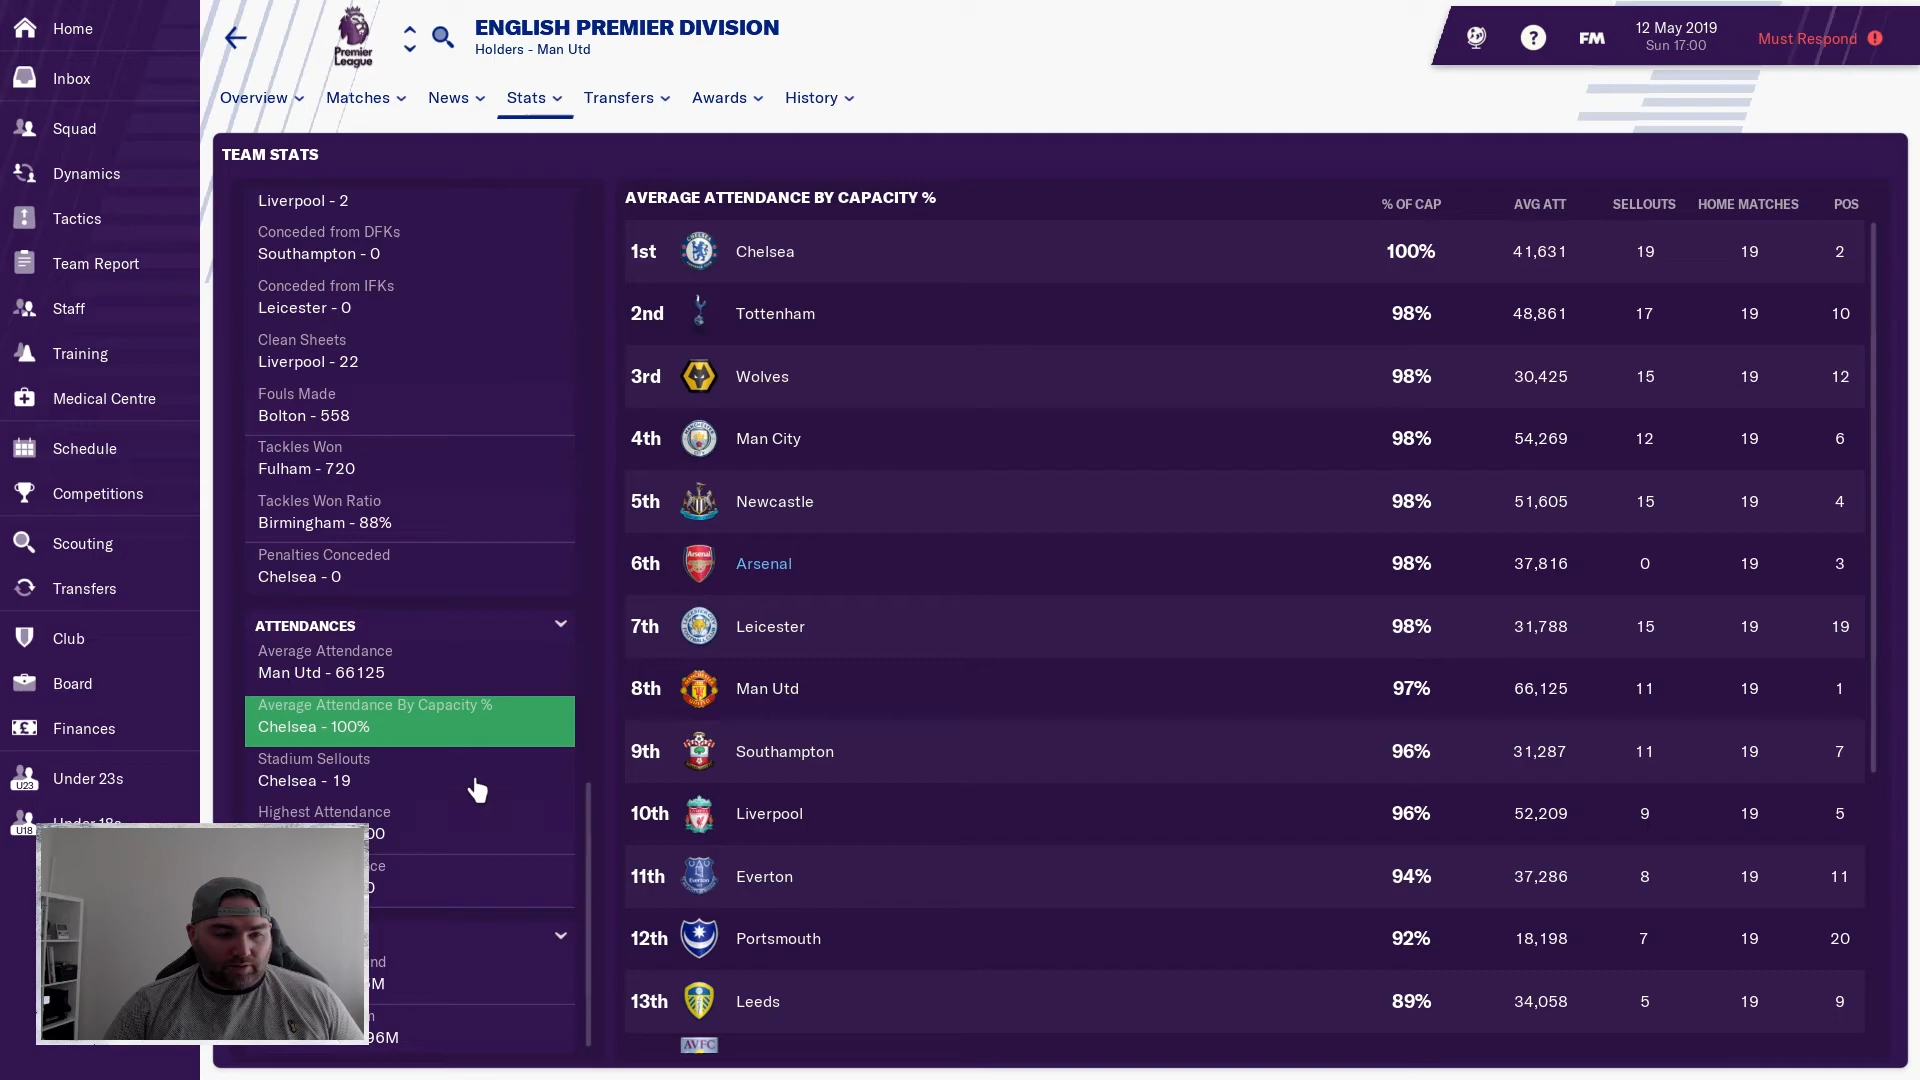 Home
Inbox
Squad
Dynamics
Tactics
Team Report
Staff
Training
Medical Centre
Schedule
Competitions
Scouting
Transfers
Club
Board
Finances
U23
Under 23s
U18
Under 18s
Premier
League
ENGLISH PREMIER DIVISION
Holders - Man Utd
FM
12 May 2019
Sun 17:00
Must Respond
Overview Matches News Stats Transfers Awards History
TEAM STATS
Liverpool - 2
Conceded from DFKs
Southampton - 0
Conceded from IFKs
Leicester - 0
Clean Sheets
Liverpool - 22
Fouls Made
Bolton - 558
Tackles Won
Fulham - 720
Tackles Won Ratio
Birmingham - 88%
Penalties Conceded
Chelsea - 0
ATTENDANCES
Average Attendance
Man Utd - 66125
Average Attendance By Capacity %
Chelsea - 100%
Stadium Sellouts
Chelsea - 19
Highest Attendance
AVERAGE ATTENDANCE BY CAPACITY %
% OF CAP AVG ATT SELLOUTS HOME MATCHES POS
1st Chelsea 100% 41,631 19 19 2
2nd Tottenham 98% 48,861 17 19 10
3rd Wolves 98% 30,425 15 19 12
4th Man City 98% 54,269 12 19 6
5th Newcastle 98% 51,605 15 19 4
6th Arsenal 98% 37,816 0 19 3
7th Leicester 98% 31,788 15 19 19
8th Man Utd 97% 66,125 11 19 1
9th Southampton 96% 31,287 11 19 7
10th Liverpool 96% 52,209 9 19 5
11th Everton 94% 37,286 8 19 11
12th Portsmouth 92% 18,198 7 19 20
13th Leeds 89% 34,058 5 19 9
AVFC